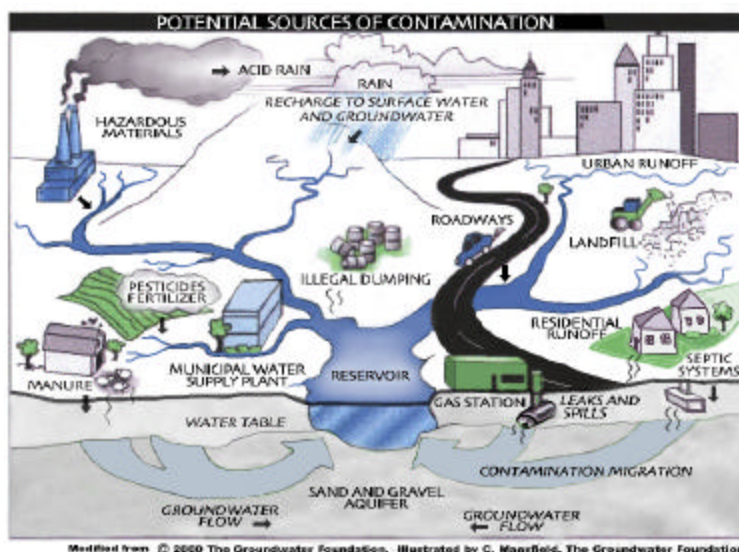 POTENTIAL SOURCES OF CONTAMINATION
ACID RAIN
RAIN
RECHARGE TO SURFACE WATER
AND GROUNDWATER
HAZARDOUS
MATERIALS
URBAN RUNOFF
ROADWAYS
LANDFILL
ILLEGAL DUMPING
PESTICIDES
FERTILIZER
RESIDENTIAL
RUNOFF
MUNICIPAL WATER
SUPPLY PLANT
RESERVOIR
SEPTIC
SYSTEMS
MANURE
GAS STATION
LEAKS AND
SPILLS
WATER TABLE
CONTAMINATION MIGRATION
SAND AND GRAVEL
AQUIFER
GROUNDWATER
FLOW
GROUNDWATER
FLOW
Modified from © 2000 The Groundwater Foundation. Illustrated by C. Mansfield, The Groundwater Foundation